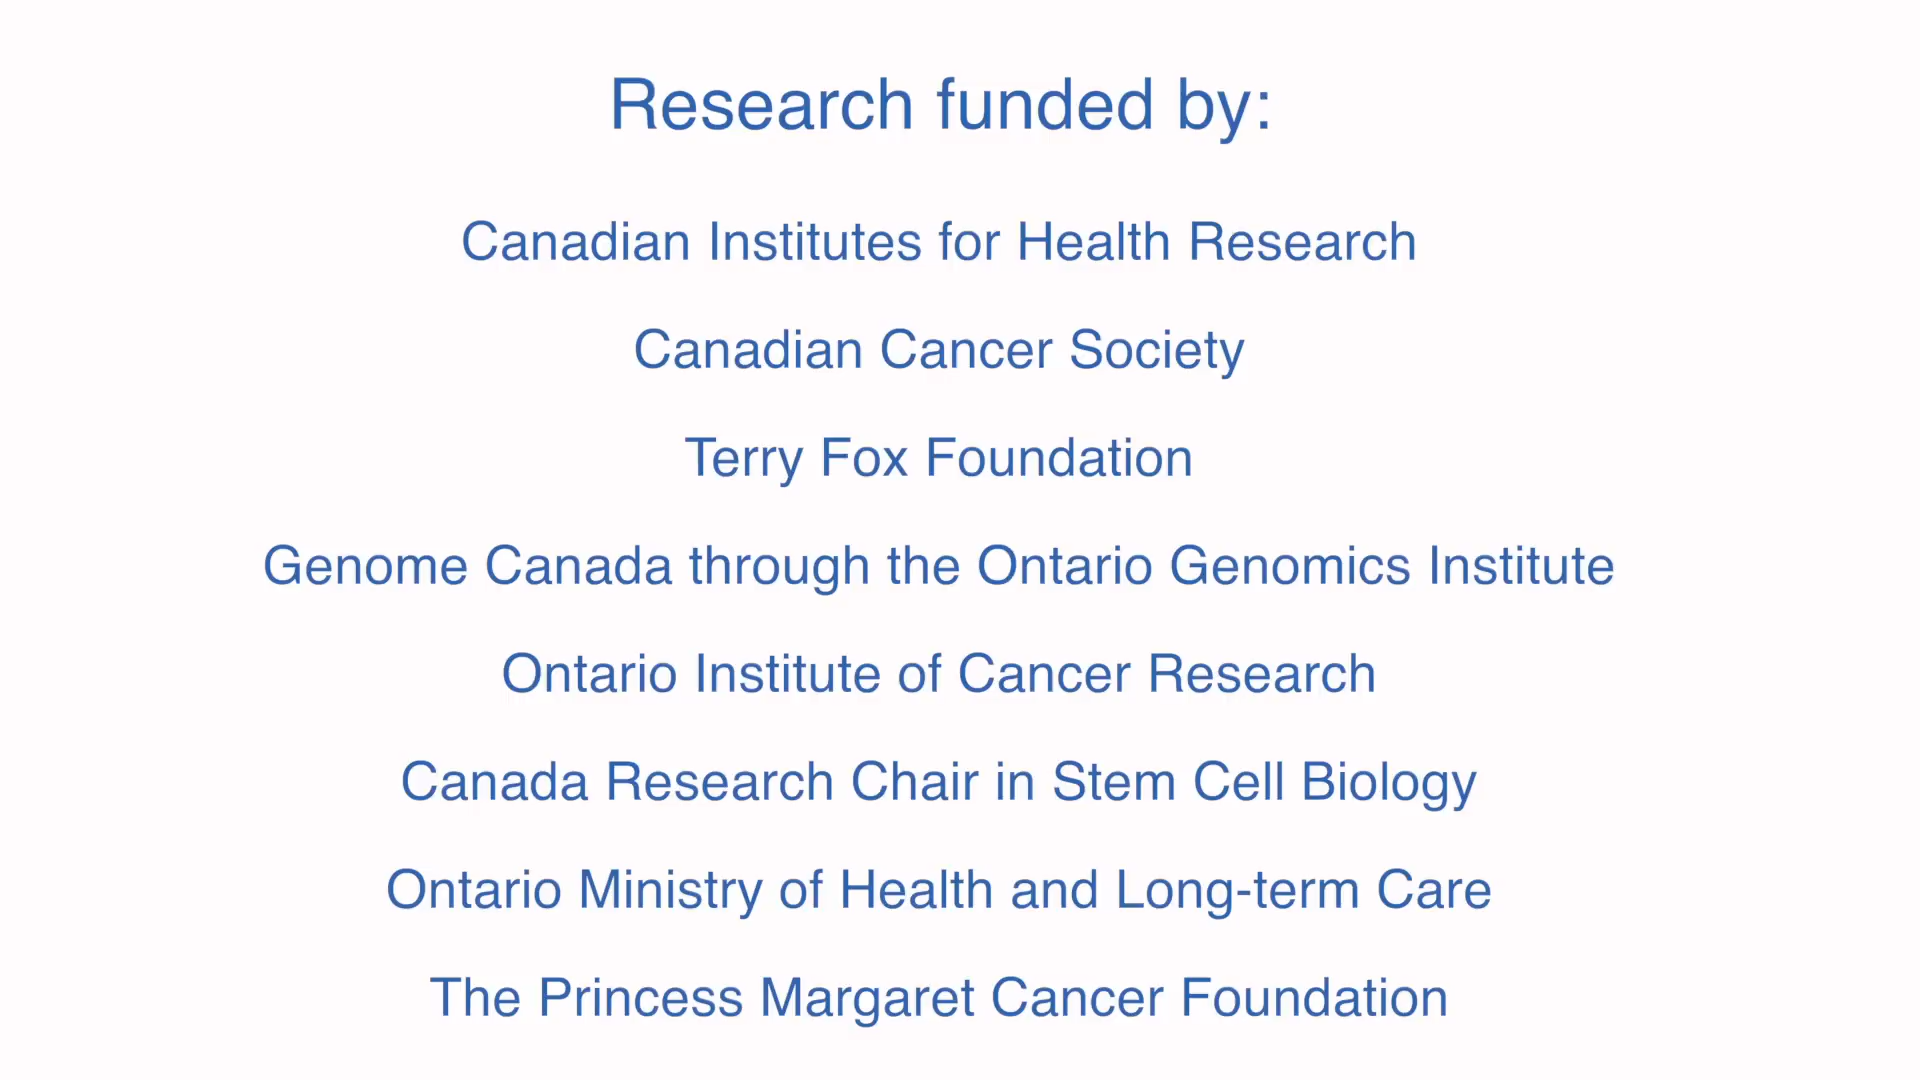 Research funded by:
Canadian Institutes for Health Research
Canadian Cancer Society
Terry Fox Foundation
Genome Canada through the Ontario Genomics Institute
Ontario Institute of Cancer Research
Canada Research Chair in Stem Cell Biology
Ontario Ministry of Health and Long-term Care
The Princess Margaret Cancer Foundation